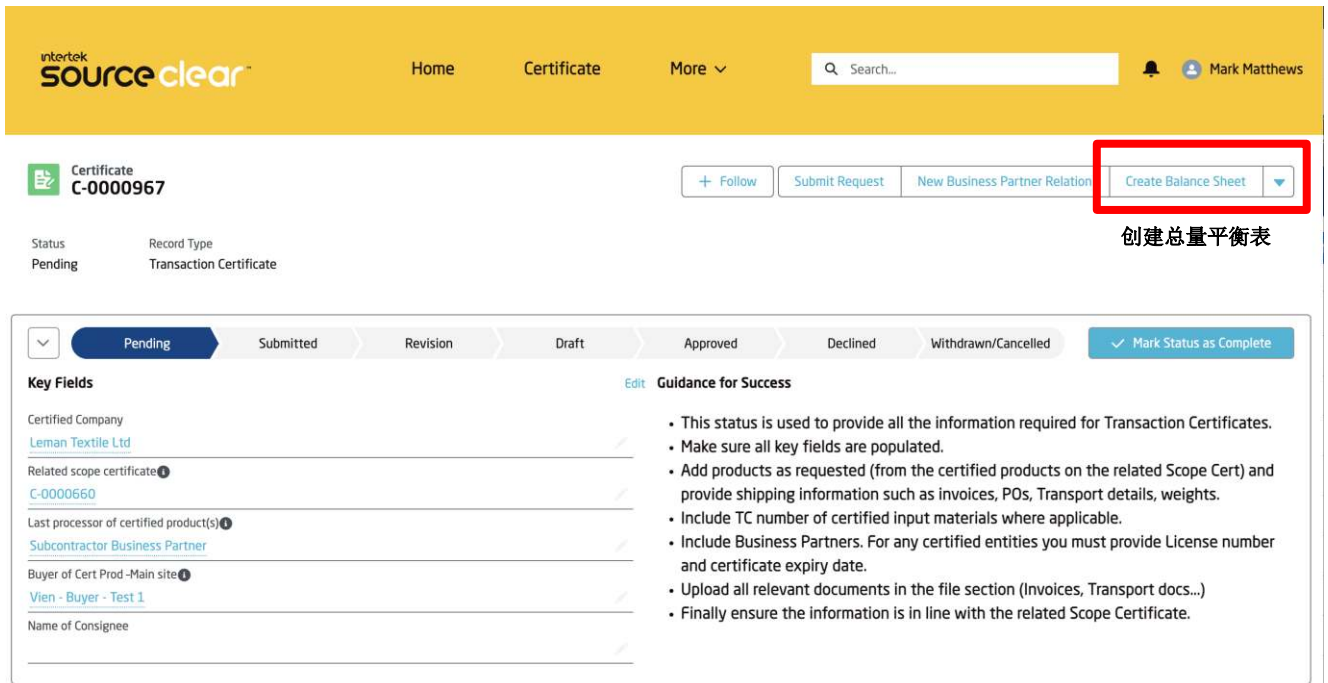 intertek
source clear™
Home Certificate More Search... Mark Matthews
Certificate
C-0000967
+ Follow Submit Request New Business Partner Relation Create Balance Sheet
创建总量平衡表
Status Record Type
Pending Transaction Certificate
Pending Submitted Revision Draft Approved Declined Withdrawn/Cancelled ✓ Mark Status as Complete
Key Fields Edit
Certified Company
Leman Textile Ltd
Related scope certificate
C-0000660
Last processor of certified product(s)
Subcontractor Business Partner
Buyer of Cert Prod -Main site
Vien - Buyer - Test 1
Name of Consignee
Guidance for Success
• This status is used to provide all the information required for Transaction Certificates.
• Make sure all key fields are populated.
• Add products as requested (from the certified products on the related Scope Cert) and
provide shipping information such as invoices, POs, Transport details, weights.
• Include TC number of certified input materials where applicable.
• Include Business Partners. For any certified entities you must provide License number
and certificate expiry date.
• Upload all relevant documents in the file section (Invoices, Transport docs...)
• Finally ensure the information is in line with the related Scope Certificate.